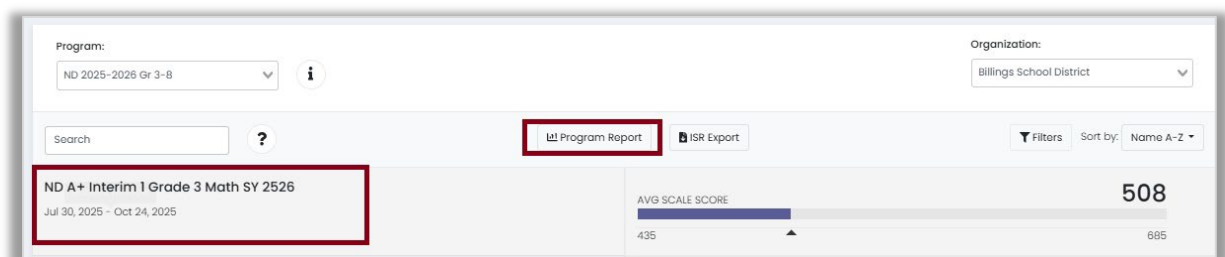 Program:
Organization:
ND 2025-2026 Gr 3-8
i
Billings School District
Search
?
Program Report
ISR Export
Filters
Sort by:
Name A-Z
ND A+ Interim 1 Grade 3 Math SY 2526
Jul 30, 2025 - Oct 24, 2025
AVG SCALE SCORE
508
435
685